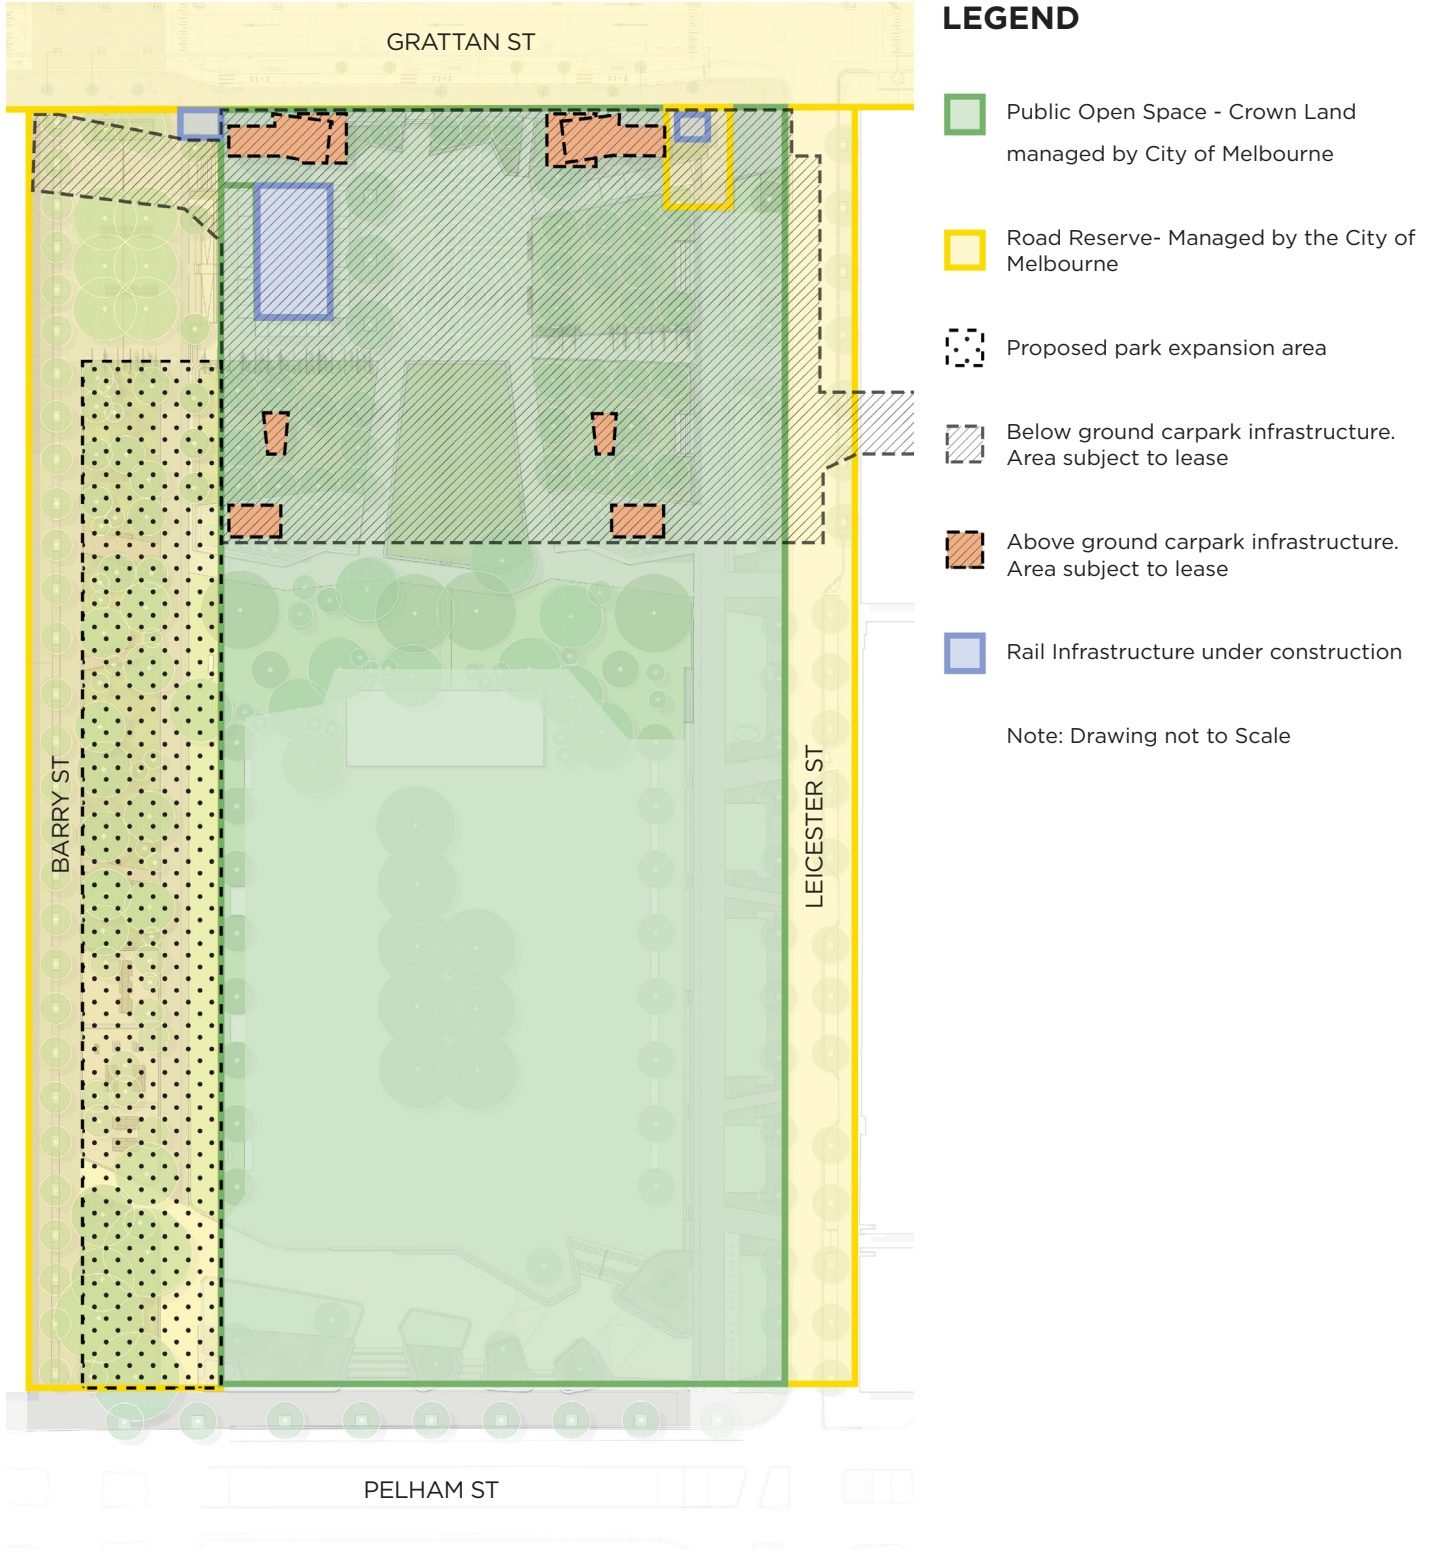 GRATTAN ST
BARRY ST
LEICESTER ST
PELHAM ST
LEGEND
Public Open Space - Crown Land
managed by City of Melbourne
Road Reserve- Managed by the City of
Melbourne
Proposed park expansion area
Below ground carpark infrastructure.
Area subject to lease
Above ground carpark infrastructure.
Area subject to lease
Rail Infrastructure under construction
Note: Drawing not to Scale